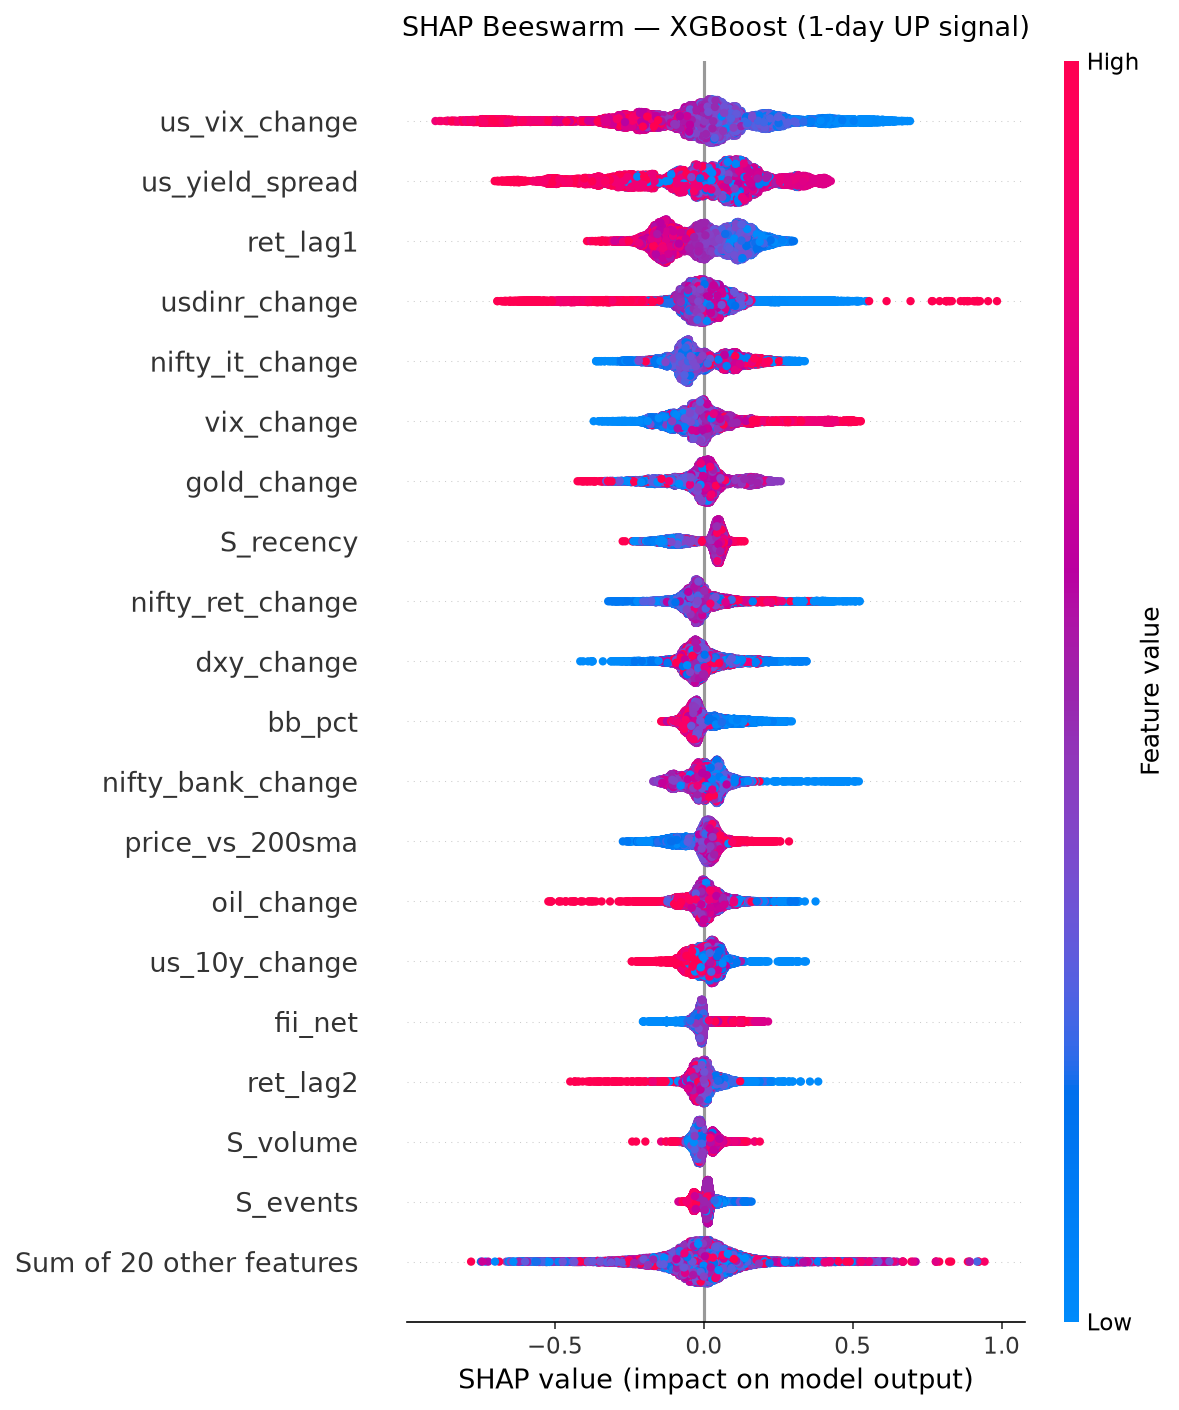 SHAP Beeswarm — XGBoost (1-day UP signal)
High
us_vix_change
us_yield_spread
ret_lag1
usdinr_change
nifty_it_change
vix_change
gold_change
S_recency
nifty_ret_change
dxy_change
bb_pct
nifty_bank_change
price_vs_200sma
oil_change
us_10y_change
fii_net
ret_lag2
S_volume
S_events
Sum of 20 other features
Feature value
Low
−0.5 0.0 0.5 1.0
SHAP value (impact on model output)